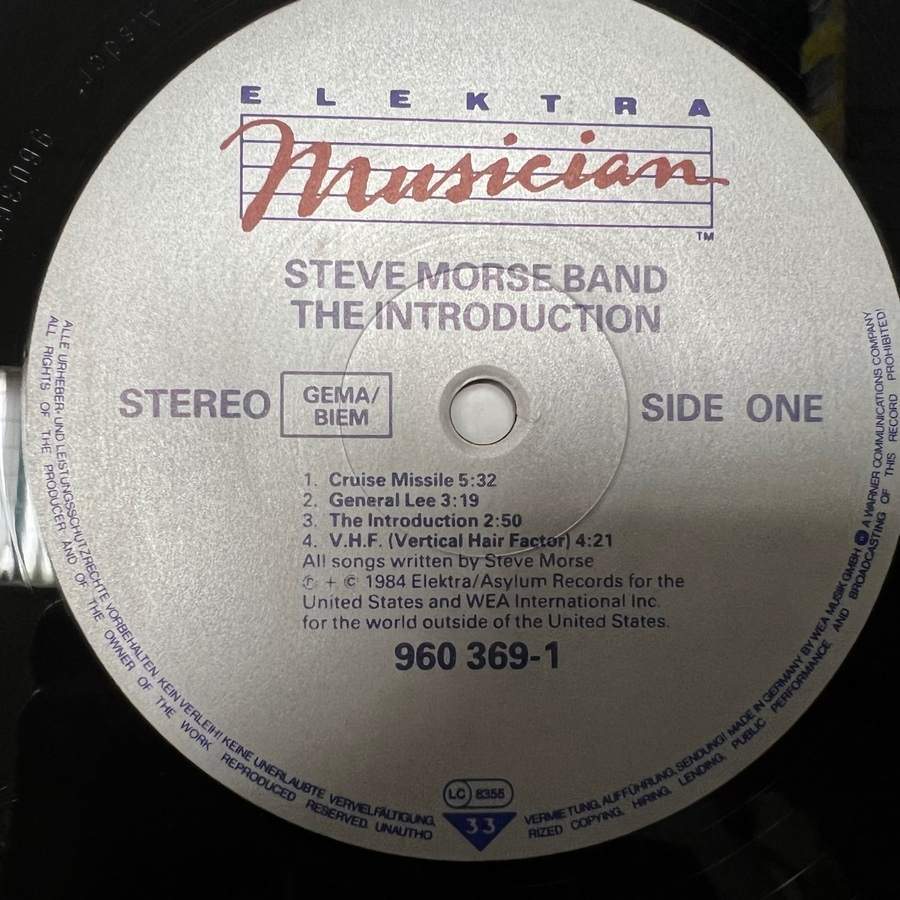 ELEKTRA
Musician
TM
STEVE MORSE BAND
THE INTRODUCTION
STEREO
GEMA/
BIEM
SIDE ONE
1. Cruise Missile 5:32
2. General Lee 3:19
3. The Introduction 2:50
4. V.H.F. (Vertical Hair Factor) 4:21
All songs written by Steve Morse
℗ + © 1984 Elektra/Asylum Records for the
United States and WEA International Inc.
for the world outside of the United States.
960 369-1
LC 8355
33
ALLE URHEBER- UND LEISTUNGSSCHUTZRECHTE VORBEHALTEN. KEIN VERLEIH! KEINE UNERLAUBTE VERVIELFÄLTIGUNG,
VERMIETUNG, AUFFÜHRUNG, SENDUNG! MADE IN GERMANY BY WEA MUSIK GMBH A WARNER COMMUNICATIONS COMPANY
ALL RIGHTS OF THE PRODUCER AND OF THE OWNER OF THE WORK REPRODUCED RESERVED. UNAUTHO
RIZED COPYING, HIRING, LENDING, PUBLIC PERFORMANCE AND BROADCASTING OF THIS RECORD PROHIBITED!